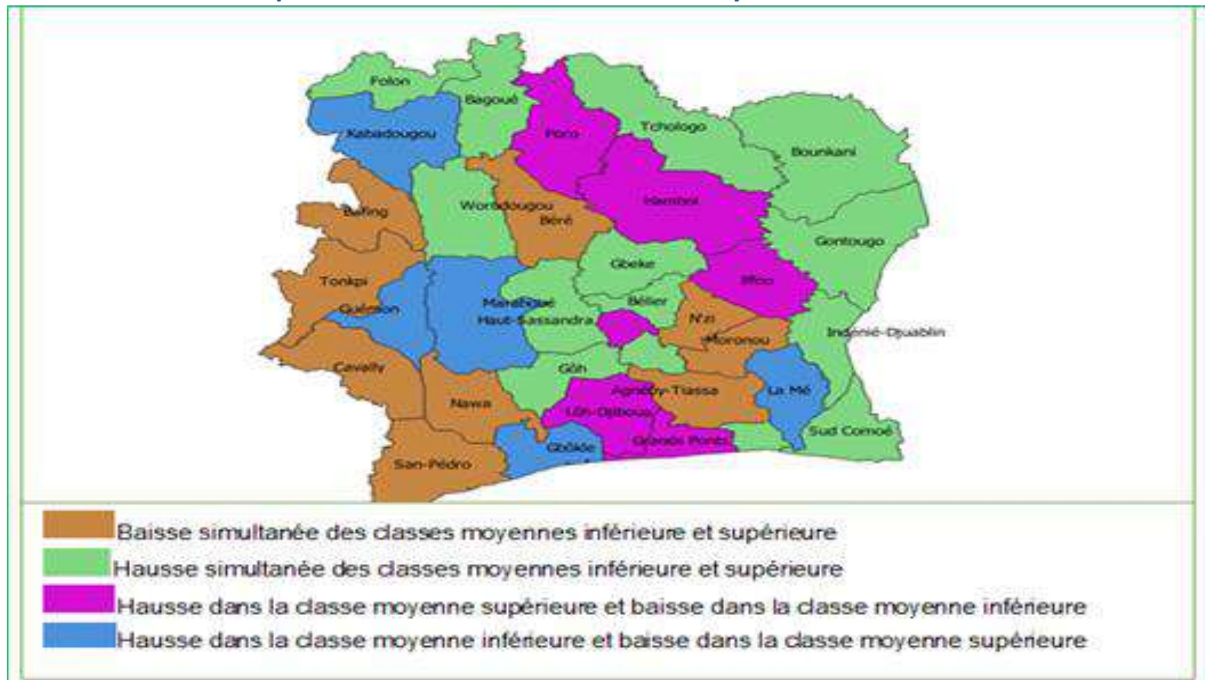 Folon
Bagoué
Kabadougou
Poro
Tchologo
Bounkani
Worodougou
Béré
Hambol
Bafing
Gontougo
Gbeke
Tonkpi
Iffou
Guémon
Marahoué
Bélier
Haut-Sassandra
N'zi
Moronou
Indénié-Djuablin
Cavally
Gôh
Nawa
Agnéby-Tiassa
La Mé
Lôh-Djiboua
Sud Comoé
Grands Ponts
Gbôklé
San-Pédro
Baisse simultanée des classes moyennes inférieure et supérieure
Hausse simultanée des classes moyennes inférieure et supérieure
Hausse dans la classe moyenne supérieure et baisse dans la classe moyenne inférieure
Hausse dans la classe moyenne inférieure et baisse dans la classe moyenne supérieure